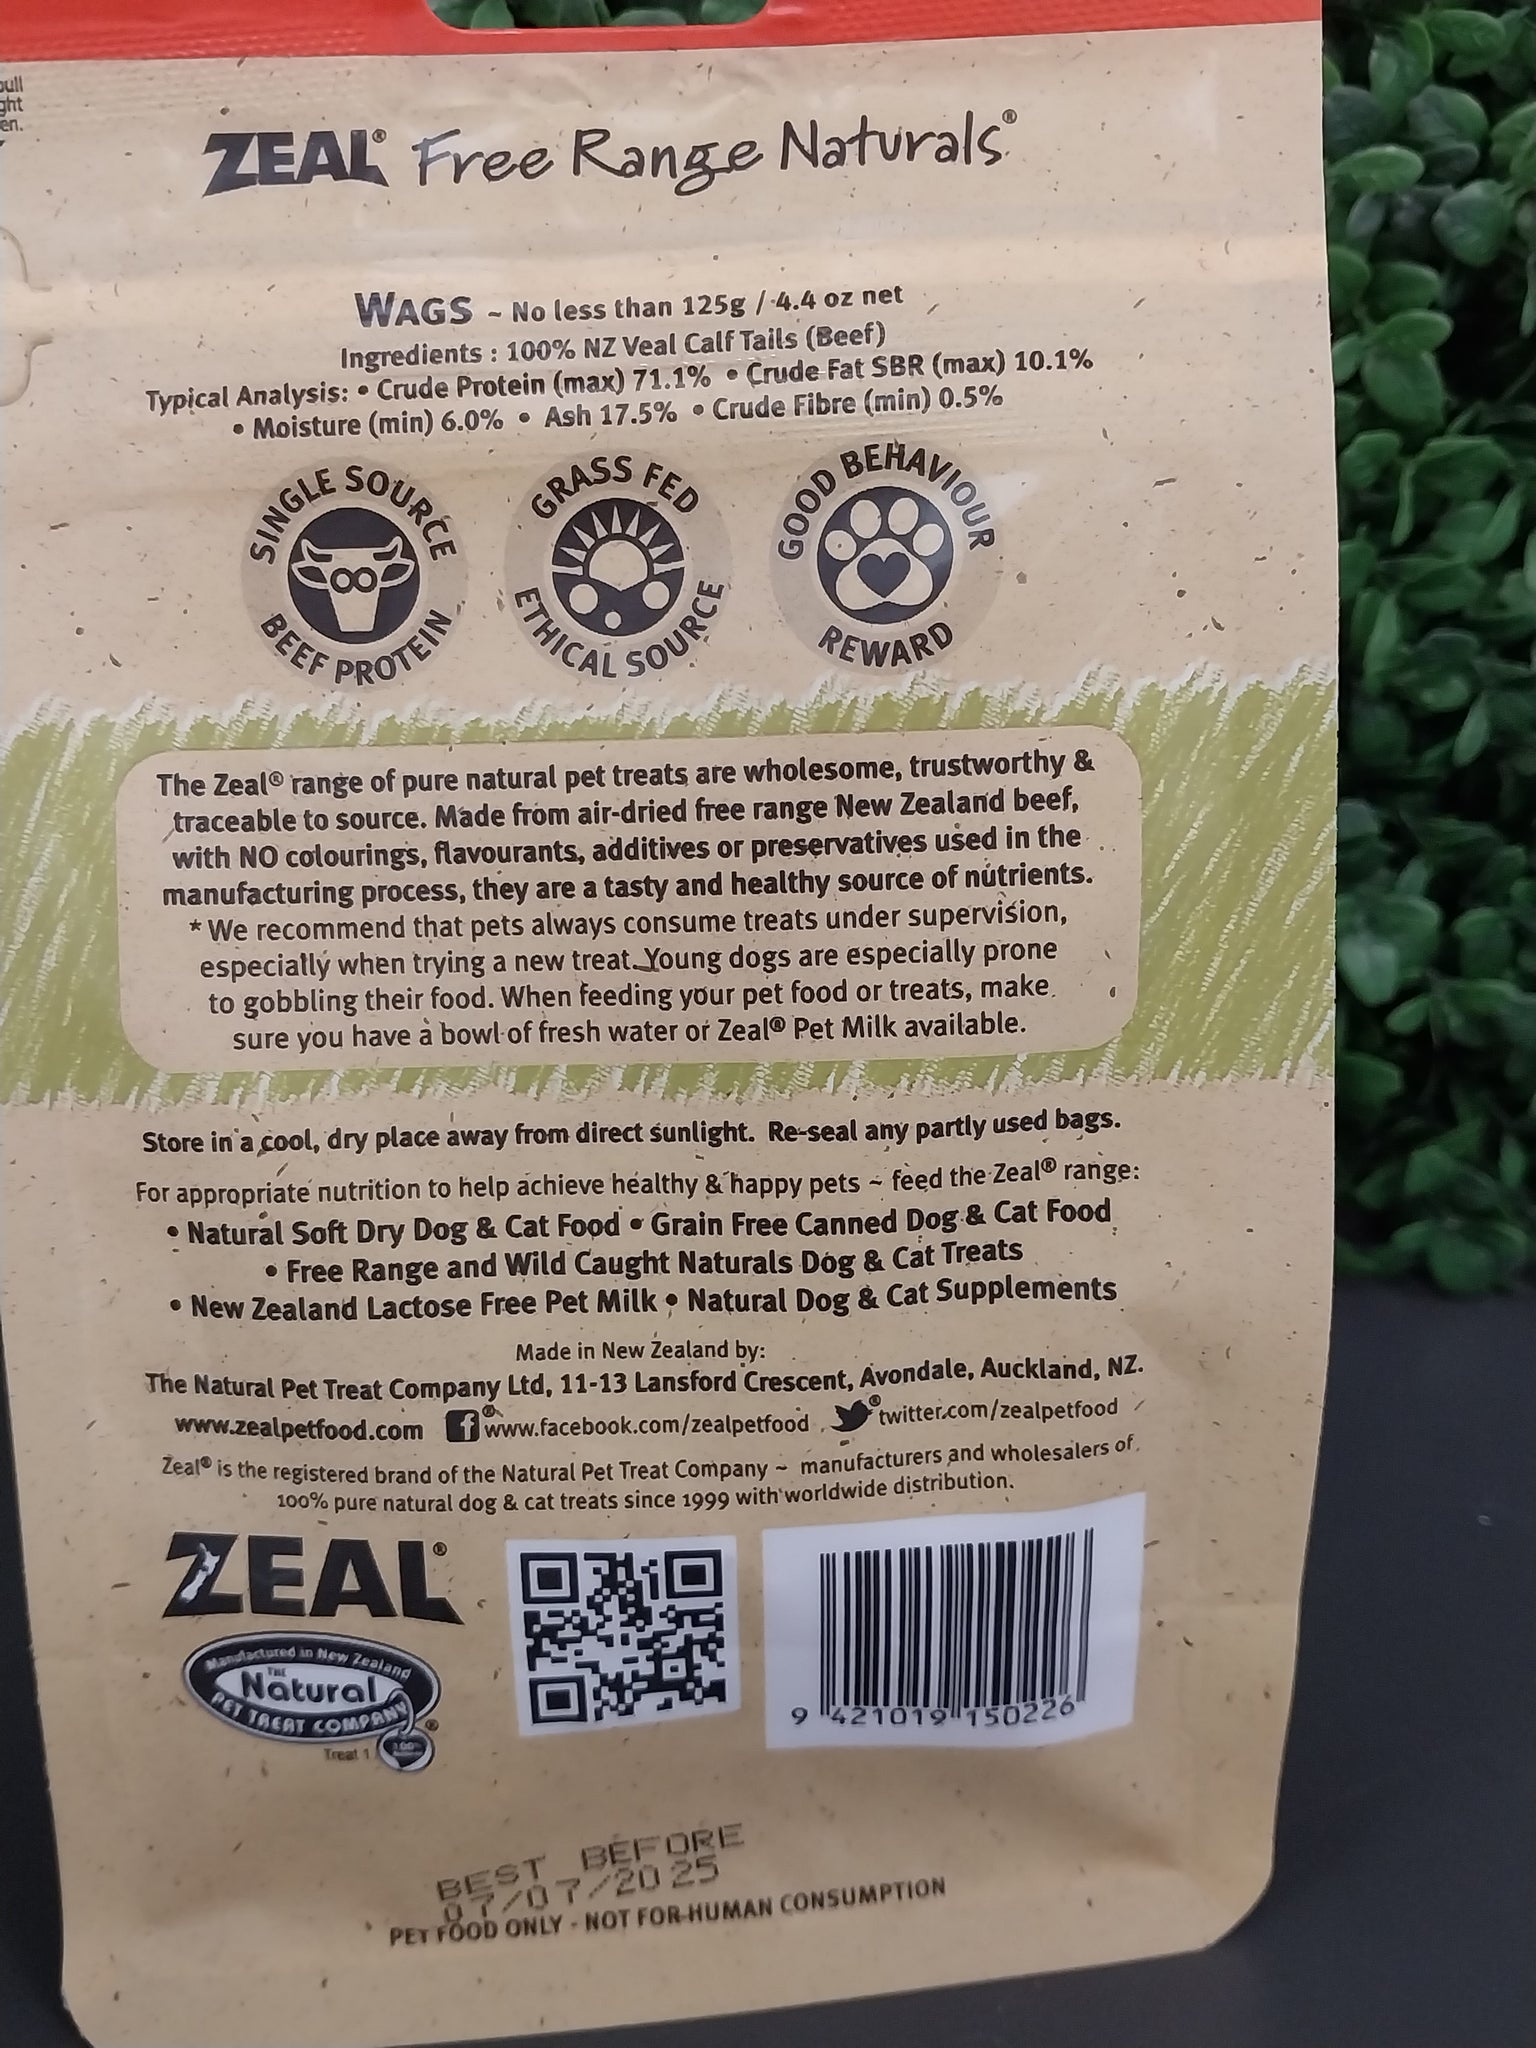 pull
ght
en.
ZEAL® Free Range Naturals®
WAGS ~ No less than 125g / 4.4 oz net
Ingredients : 100% NZ Veal Calf Tails (Beef)
Typical Analysis: • Crude Protein (max) 71.1% • Crude Fat SBR (max) 10.1%
• Moisture (min) 6.0% • Ash 17.5% • Crude Fibre (min) 0.5%
SINGLE SOURCE
BEEF PROTEIN
GRASS FED
ETHICAL SOURCE
GOOD BEHAVIOUR
REWARD
The Zeal® range of pure natural pet treats are wholesome, trustworthy &
traceable to source. Made from air-dried free range New Zealand beef,
with NO colourings, flavourants, additives or preservatives used in the
manufacturing process, they are a tasty and healthy source of nutrients.
* We recommend that pets always consume treats under supervision,
especially when trying a new treat. Young dogs are especially prone
to gobbling their food. When feeding your pet food or treats, make
sure you have a bowl of fresh water or Zeal® Pet Milk available.
Store in a cool, dry place away from direct sunlight. Re-seal any partly used bags.
For appropriate nutrition to help achieve healthy & happy pets ~ feed the Zeal® range:
• Natural Soft Dry Dog & Cat Food • Grain Free Canned Dog & Cat Food
• Free Range and Wild Caught Naturals Dog & Cat Treats
• New Zealand Lactose Free Pet Milk • Natural Dog & Cat Supplements
Made in New Zealand by:
The Natural Pet Treat Company Ltd, 11-13 Lansford Crescent, Avondale, Auckland, NZ.
www.zealpetfood.com f® www.facebook.com/zealpetfood ® twitter.com/zealpetfood
Zeal® is the registered brand of the Natural Pet Treat Company ~ manufacturers and wholesalers of
100% pure natural dog & cat treats since 1999 with worldwide distribution.
ZEAL®
Manufactured in New Zealand
THE
Natural
PET TREAT COMPANY®
Treat 1
100%
9 421019 150226
BEST BEFORE
07/07/2025
PET FOOD ONLY - NOT FOR HUMAN CONSUMPTION